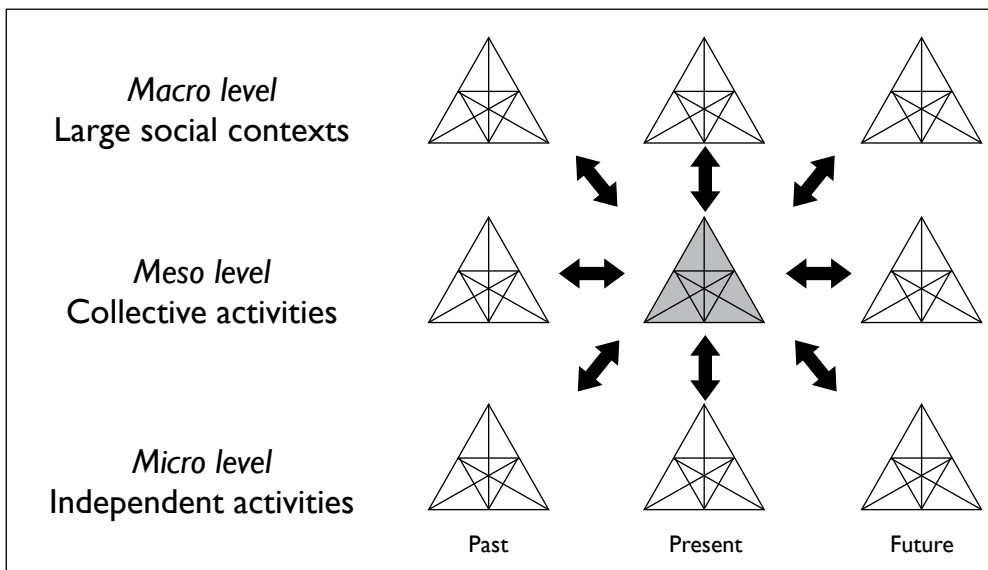 Macro level
Large social contexts
Meso level
Collective activities
Micro level
Independent activities
Past
Present
Future